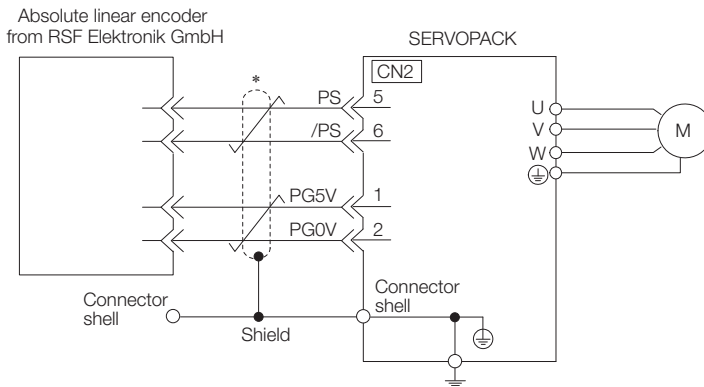 Absolute linear encoder
from RSF Elektronik GmbH
SERVOPACK
CN2
*
PS 5
/PS 6
PG5V 1
PG0V 2
U
V
W
M
Connector
shell
Shield
Connector
shell